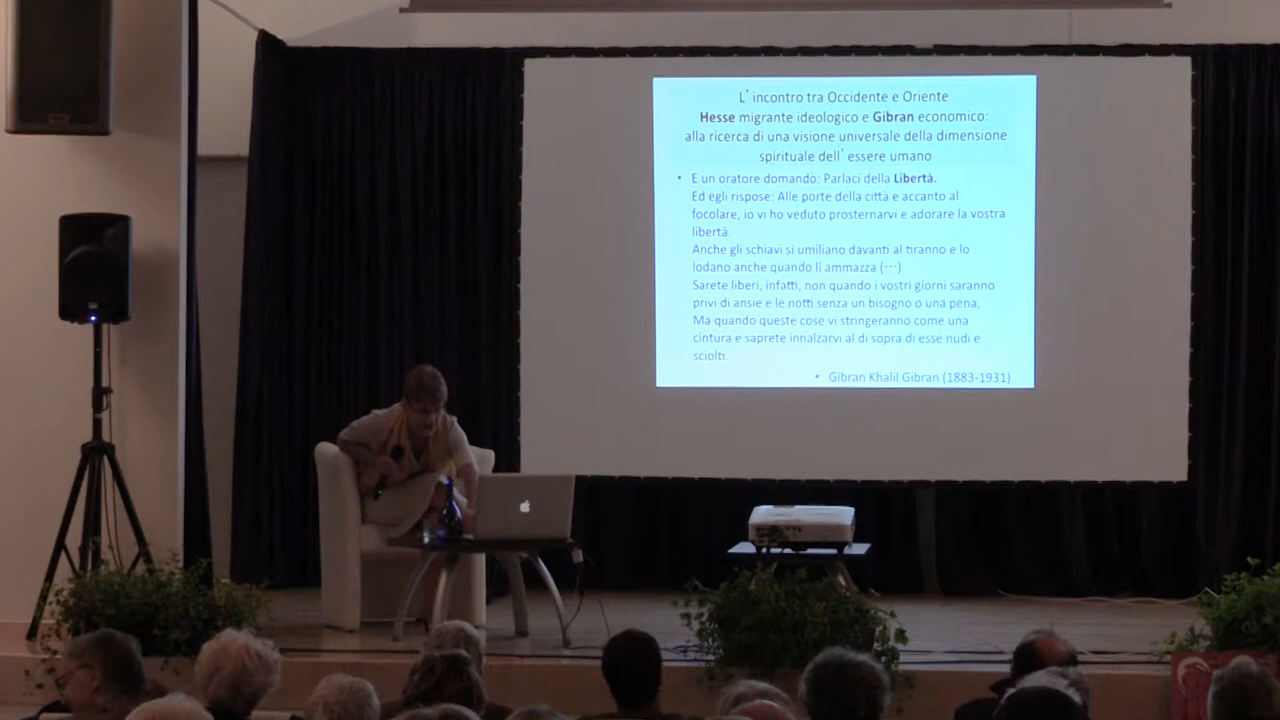 L' incontro tra Occidente e Oriente
Hesse migrante ideologico e Gibran economico:
alla ricerca di una visione universale della dimensione
spirituale dell' essere umano
• E un oratore domandò: Parlaci della Libertà.
Ed egli rispose: Alle porte della città e accanto al
focolare, io vi ho veduto prosternarvi e adorare la vostra
libertà.
Anche gli schiavi si umiliano davanti al tiranno e lo
lodano anche quando li ammazza (···)
Sarete liberi, infatti, non quando i vostri giorni saranno
privi di ansie e le notti senza un bisogno o una pena,
Ma quando queste cose vi stringeranno come una
cintura e saprete innalzarvi al di sopra di esse nudi e
sciolti.
• Gibran Khalil Gibran (1883-1931)